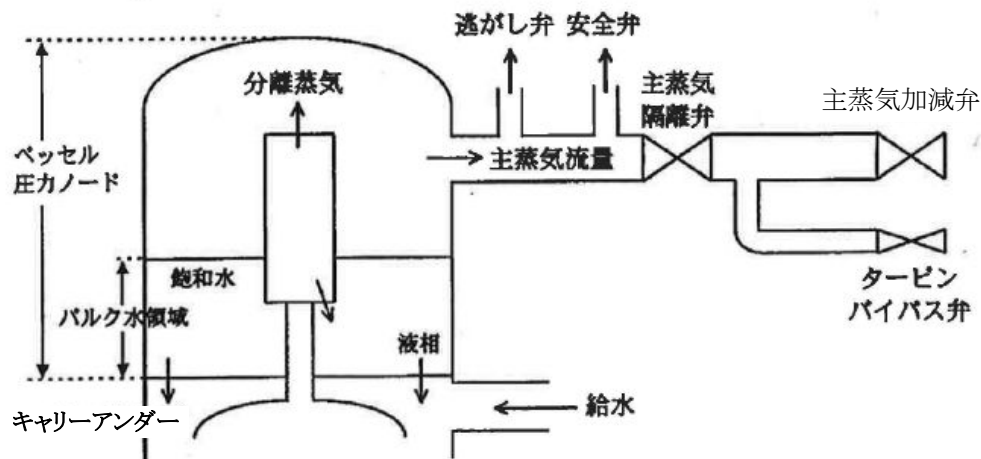 逃がし弁 安全弁
主蒸気
隔離弁
主蒸気加減弁
分離蒸気
ベッセル
圧力ノード
主蒸気流量
飽和水
バルク水領域
タービン
バイパス弁
液相
キャリーアンダー
給水